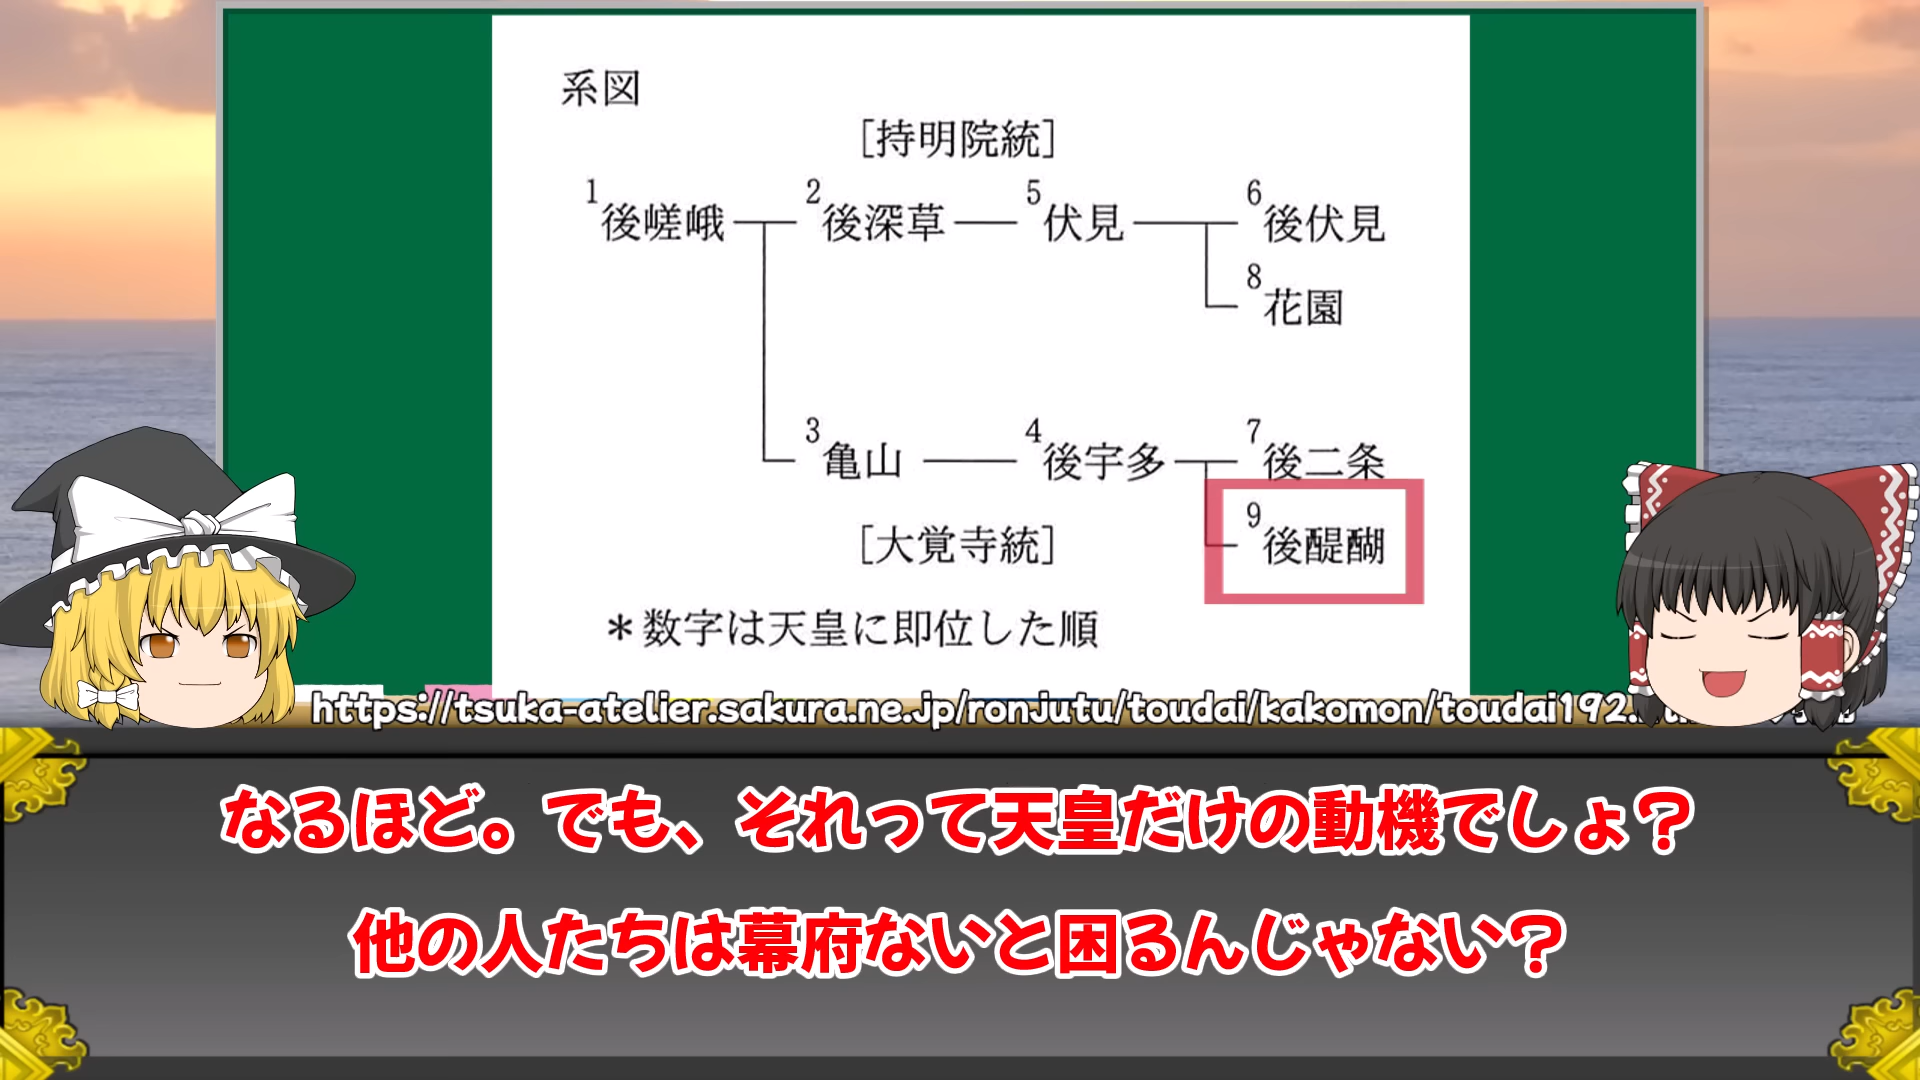 系図
[持明院統]
1後嵯峨 2後深草 5伏見 6後伏見
8花園
3亀山 4後宇多 7後二条
9後醍醐
[大覚寺統]
*数字は天皇に即位した順
https://tsuka-atelier.sakura.ne.jp/ronjutu/toudai/kakomon/toudai192
なるほど。でも、それって天皇だけの動機でしょ?
他の人たちは幕府ないと困るんじゃない?